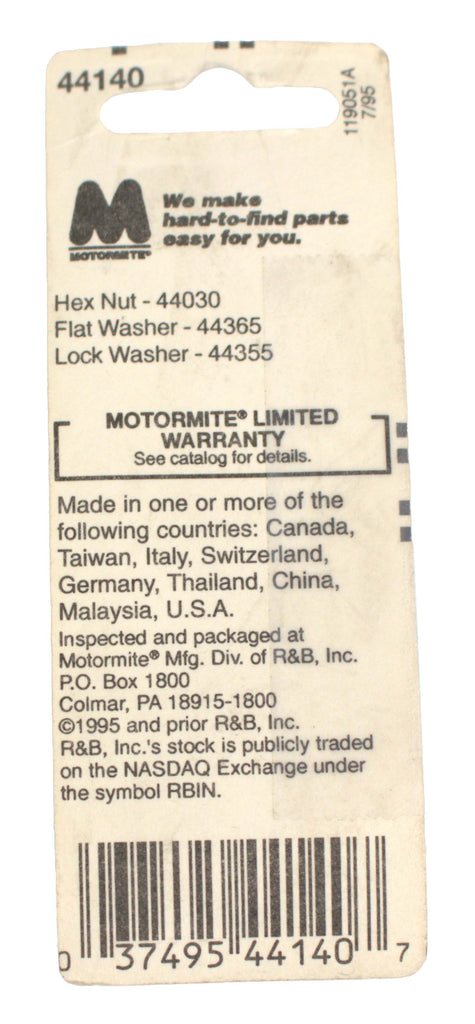 44140
119051A
7/95
We make
hard-to-find parts
easy for you.
MOTORMITE®
Hex Nut - 44030
Flat Washer - 44365
Lock Washer - 44355
MOTORMITE® LIMITED
WARRANTY
See catalog for details.
Made in one or more of the
following countries: Canada,
Taiwan, Italy, Switzerland,
Germany, Thailand, China,
Malaysia, U.S.A.
Inspected and packaged at
Motormite® Mfg. Div. of R&B, Inc.
P.O. Box 1800
Colmar, PA 18915-1800
©1995 and prior R&B, Inc.
R&B, Inc.'s stock is publicly traded
on the NASDAQ Exchange under
the symbol RBIN.
0 37495 44140 7